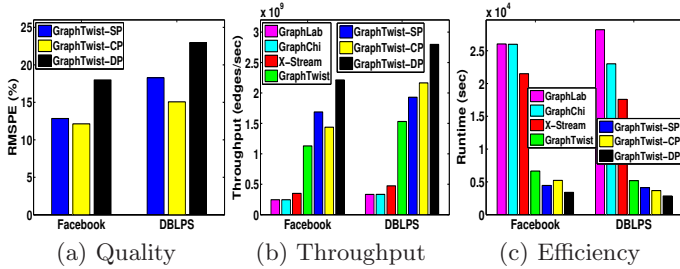 RMSPE (%)
25
20
15
10
5
0
GraphTwist-SP
GraphTwist-CP
GraphTwist-DP
Facebook
DBLPS
(a) Quality
Throughput (edges/sec)
x 10^9
3
2.5
2
1.5
1
0.5
0
GraphLab
GraphChi
X-Stream
GraphTwist
GraphTwist-SP
GraphTwist-CP
GraphTwist-DP
Facebook
DBLPS
(b) Throughput
Runtime (sec)
x 10^4
2.5
2
1.5
1
0.5
0
GraphLab
GraphChi
X-Stream
GraphTwist
GraphTwist-SP
GraphTwist-CP
GraphTwist-DP
Facebook
DBLPS
(c) Efficiency